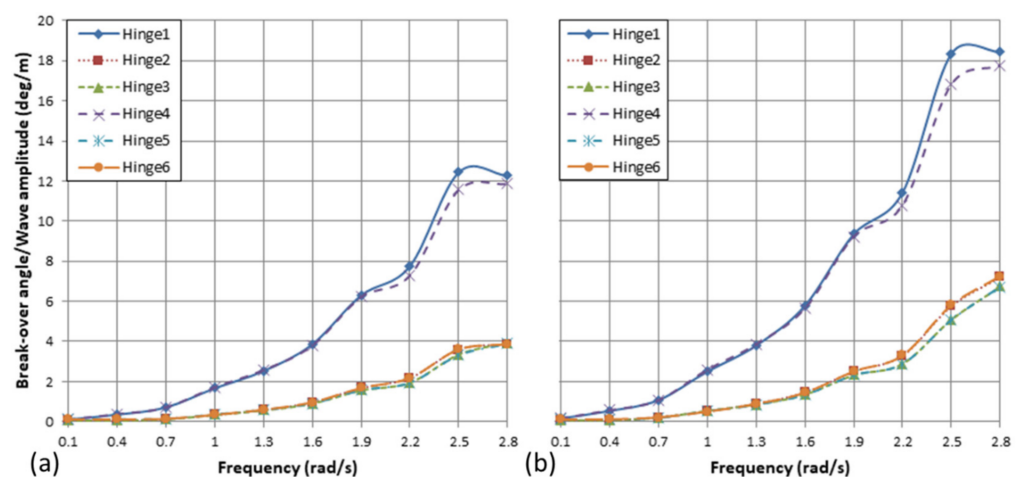 Break-over angle/Wave amplitude (deg/m)
20
18
16
14
12
10
8
6
4
2
0
Hinge1
Hinge2
Hinge3
Hinge4
Hinge5
Hinge6
0.1 0.4 0.7 1 1.3 1.6 1.9 2.2 2.5 2.8
(a) Frequency (rad/s)
20
18
16
14
12
10
8
6
4
2
0
Hinge1
Hinge2
Hinge3
Hinge4
Hinge5
Hinge6
0.1 0.4 0.7 1 1.3 1.6 1.9 2.2 2.5 2.8
(b) Frequency (rad/s)